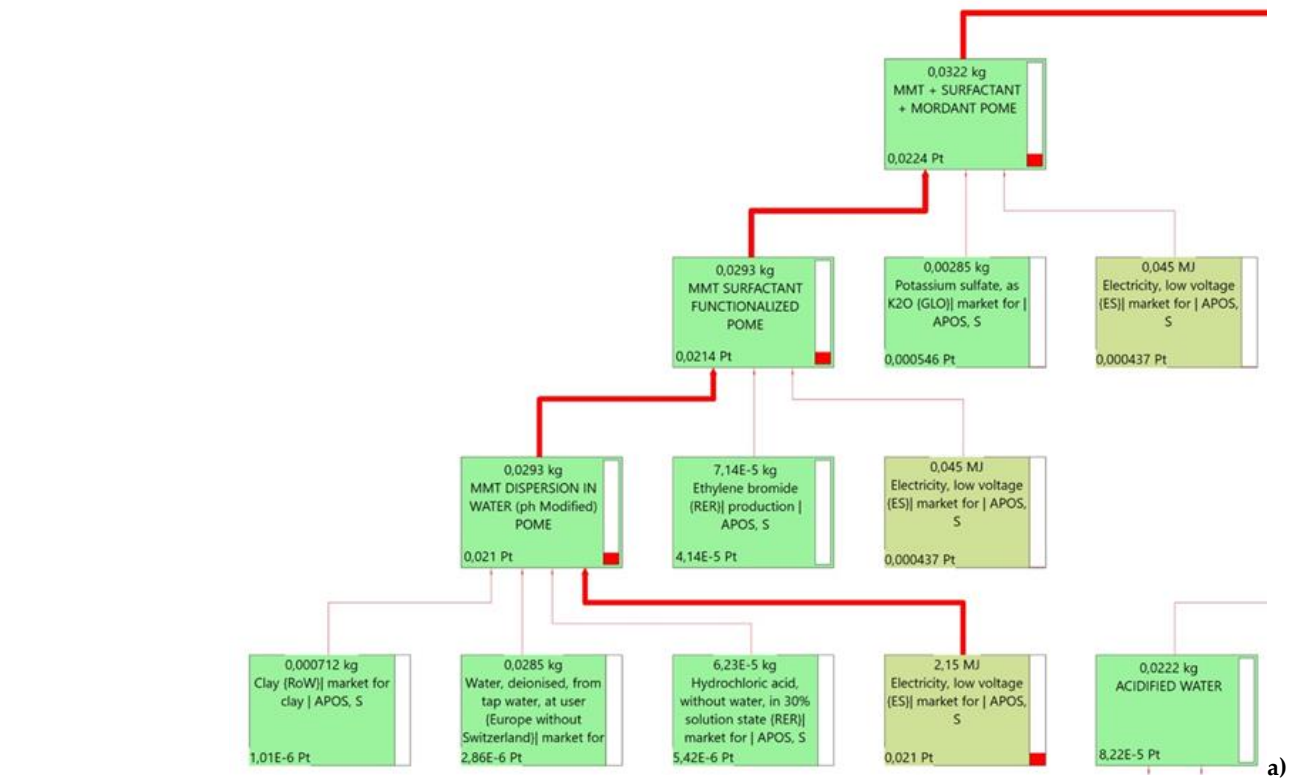 0,0322 kg
MMT + SURFACTANT
+ MORDANT POME
0,0224 Pt
0,0293 kg
MMT SURFACTANT
FUNCTIONALIZED
POME
0,0214 Pt
0,00285 kg
Potassium sulfate, as
K2O {GLO}| market for |
APOS, S
0,000546 Pt
0,045 MJ
Electricity, low voltage
{ES}| market for | APOS,
S
0,000437 Pt
0,0293 kg
MMT DISPERSION IN
WATER (ph Modified)
POME
0,021 Pt
7,14E-5 kg
Ethylene bromide
{RER}| production |
APOS, S
4,14E-5 Pt
0,045 MJ
Electricity, low voltage
{ES}| market for | APOS,
S
0,000437 Pt
0,000712 kg
Clay {RoW}| market for
clay | APOS, S
1,01E-6 Pt
0,0285 kg
Water, deionised, from
tap water, at user
{Europe without
Switzerland}| market for
2,86E-6 Pt
6,23E-5 kg
Hydrochloric acid,
without water, in 30%
solution state {RER}|
market for | APOS, S
5,42E-6 Pt
2,15 MJ
Electricity, low voltage
{ES}| market for | APOS,
S
0,021 Pt
0,0222 kg
ACIDIFIED WATER
8,22E-5 Pt
a)